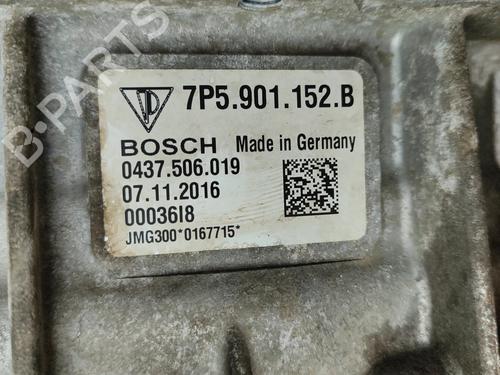 B-PARTS
7P5.901.152.B
BOSCH Made in Germany
0437.506.019
07.11.2016
0003618
JMG300*0167715*